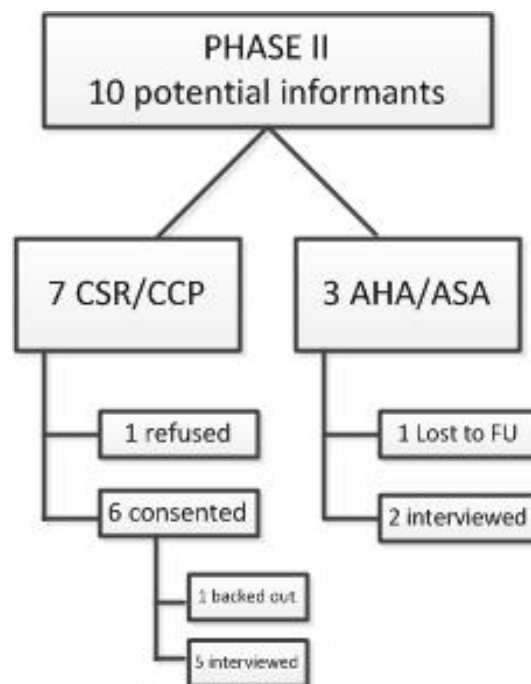 PHASE II
10 potential informants
7 CSR/CCP
3 AHA/ASA
1 refused
1 Lost to FU
6 consented
2 interviewed
1 backed out
5 interviewed